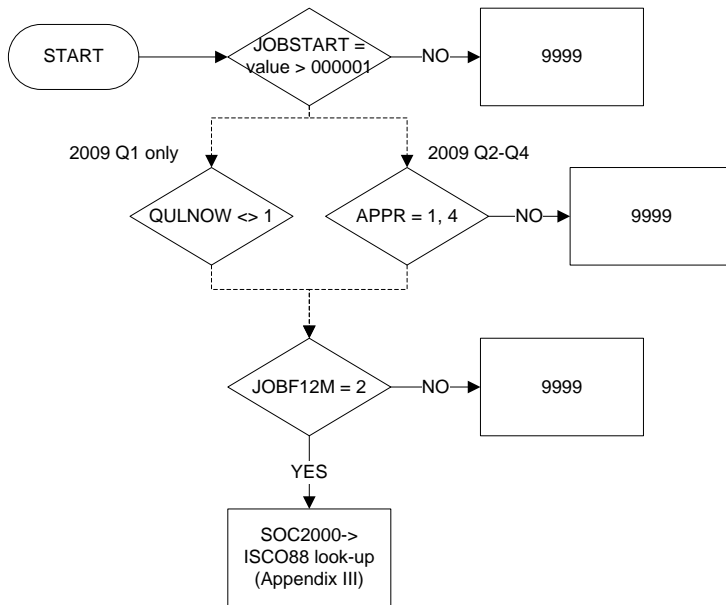 START
JOBSTART =
value > 000001
NO
9999
2009 Q1 only
2009 Q2-Q4
QULNOW <> 1
APPR = 1, 4
NO
9999
JOBF12M = 2
NO
9999
YES
SOC2000->
ISCO88 look-up
(Appendix III)